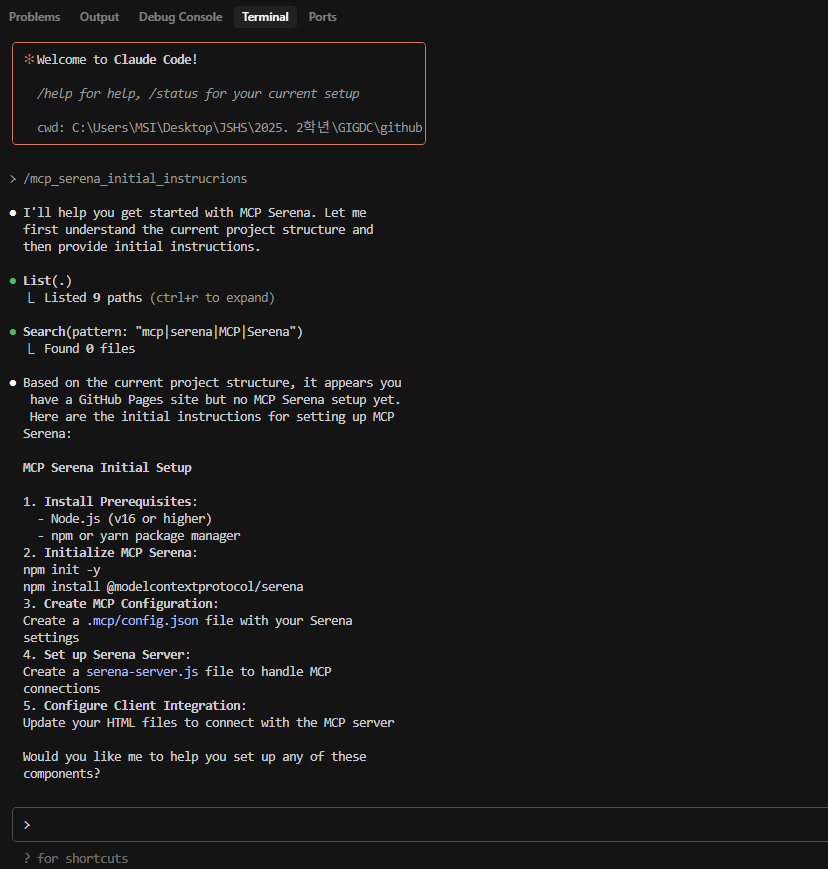 Problems Output Debug Console Terminal Ports
✻Welcome to Claude Code!
/help for help, /status for your current setup
cwd: C:\Users\MSI\Desktop\JSHS\2025. 2학년\GIGDC\github
> /mcp_serena_initial_instrucrions
● I'll help you get started with MCP Serena. Let me
first understand the current project structure and
then provide initial instructions.
● List(.)
⎿ Listed 9 paths (ctrl+r to expand)
● Search(pattern: "mcp|serena|MCP|Serena")
⎿ Found 0 files
● Based on the current project structure, it appears you
have a GitHub Pages site but no MCP Serena setup yet.
Here are the initial instructions for setting up MCP
Serena:
MCP Serena Initial Setup
1. Install Prerequisites:
- Node.js (v16 or higher)
- npm or yarn package manager
2. Initialize MCP Serena:
npm init -y
npm install @modelcontextprotocol/serena
3. Create MCP Configuration:
Create a .mcp/config.json file with your Serena
settings
4. Set up Serena Server:
Create a serena-server.js file to handle MCP
connections
5. Configure Client Integration:
Update your HTML files to connect with the MCP server
Would you like me to help you set up any of these
components?
>
? for shortcuts